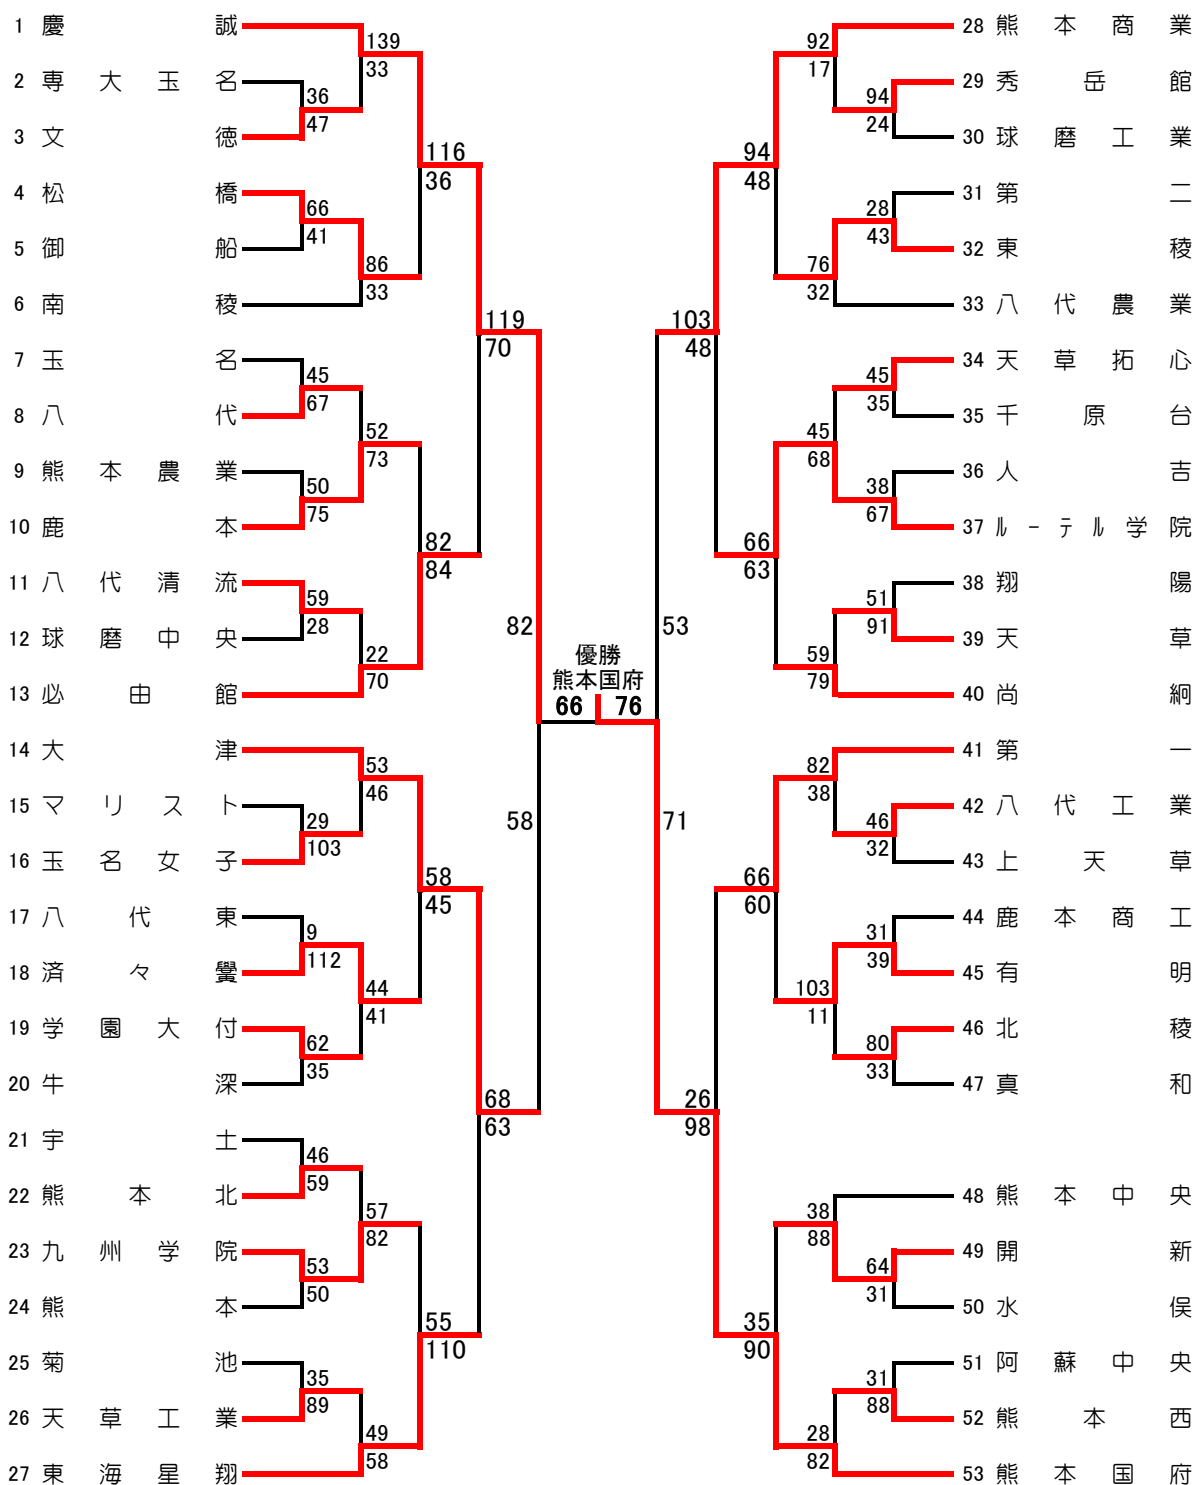 1 慶誠
2 専大玉名
3 文徳
4 松橋
5 御船
6 南稜
7 玉名
8 八代
9 熊本農業
10 鹿本
11 八代清流
12 球磨中央
13 必由館
14 大津
15 マリスト
16 玉名女子
17 八代東
18 済々黌
19 学園大付
20 牛深
21 宇土
22 熊本北
23 九州学院
24 熊本
25 菊池
26 天草工業
27 東海星翔
36
47
66
41
45
67
50
75
59
28
29
103
9
112
62
35
46
59
53
50
35
89
139
33
86
33
52
73
22
70
53
46
44
41
57
82
49
58
116
36
82
84
58
45
55
110
119
70
68
63
82
58
優勝
熊本国府
66 76
53
71
103
48
26
98
94
48
66
63
66
60
35
90
92
17
76
32
45
68
59
79
82
38
103
11
38
88
28
82
94
24
28
43
45
35
38
67
51
91
46
32
31
39
80
33
64
31
31
88
28 熊本商業
29 秀岳館
30 球磨工業
31 第二
32 東稜
33 八代農業
34 天草拓心
35 千原台
36 人吉
37 ルーテル学院
38 翔陽
39 天草
40 尚絅
41 第一
42 八代工業
43 上天草
44 鹿本商工
45 有明
46 北稜
47 真和
48 熊本中央
49 開新
50 水俣
51 阿蘇中央
52 熊本西
53 熊本国府